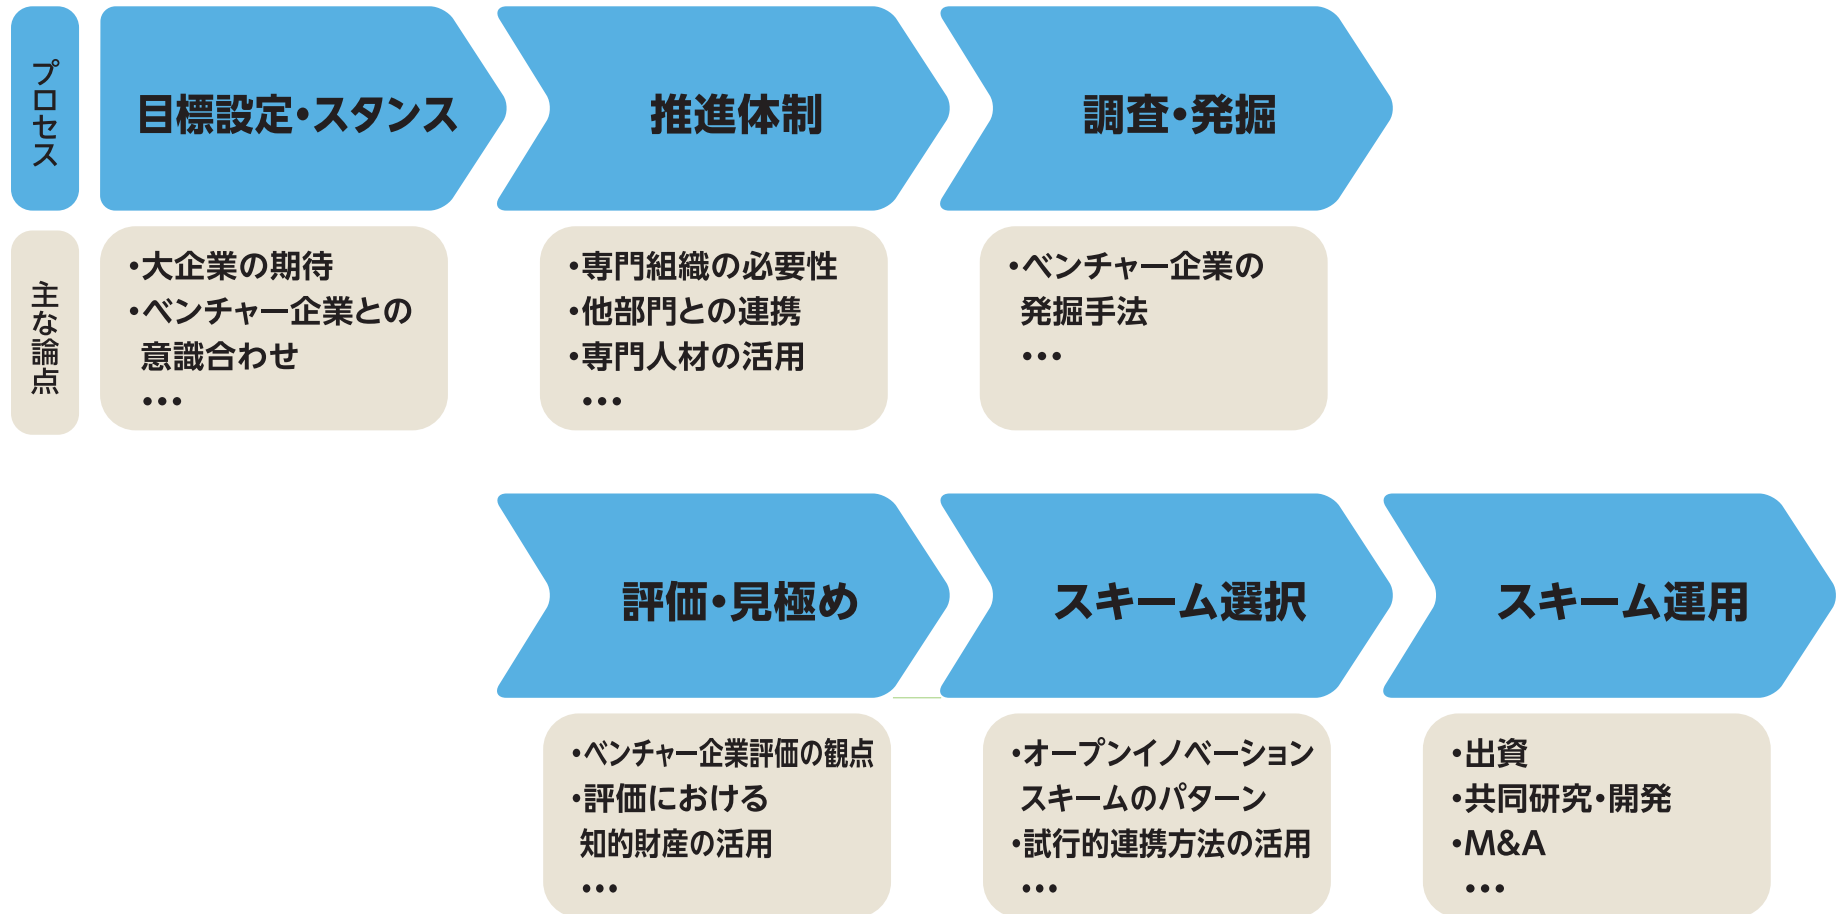 プロセス
目標設定・スタンス
推進体制
調査・発掘
主な論点
・大企業の期待
・ベンチャー企業との
意識合わせ
•••
・専門組織の必要性
・他部門との連携
・専門人材の活用
•••
・ベンチャー企業の
発掘手法
•••
評価・見極め
スキーム選択
スキーム運用
・ベンチャー企業評価の観点
・評価における
知的財産の活用
•••
・オープンイノベーション
スキームのパターン
・試行的連携方法の活用
•••
・出資
・共同研究・開発
・M&A
•••